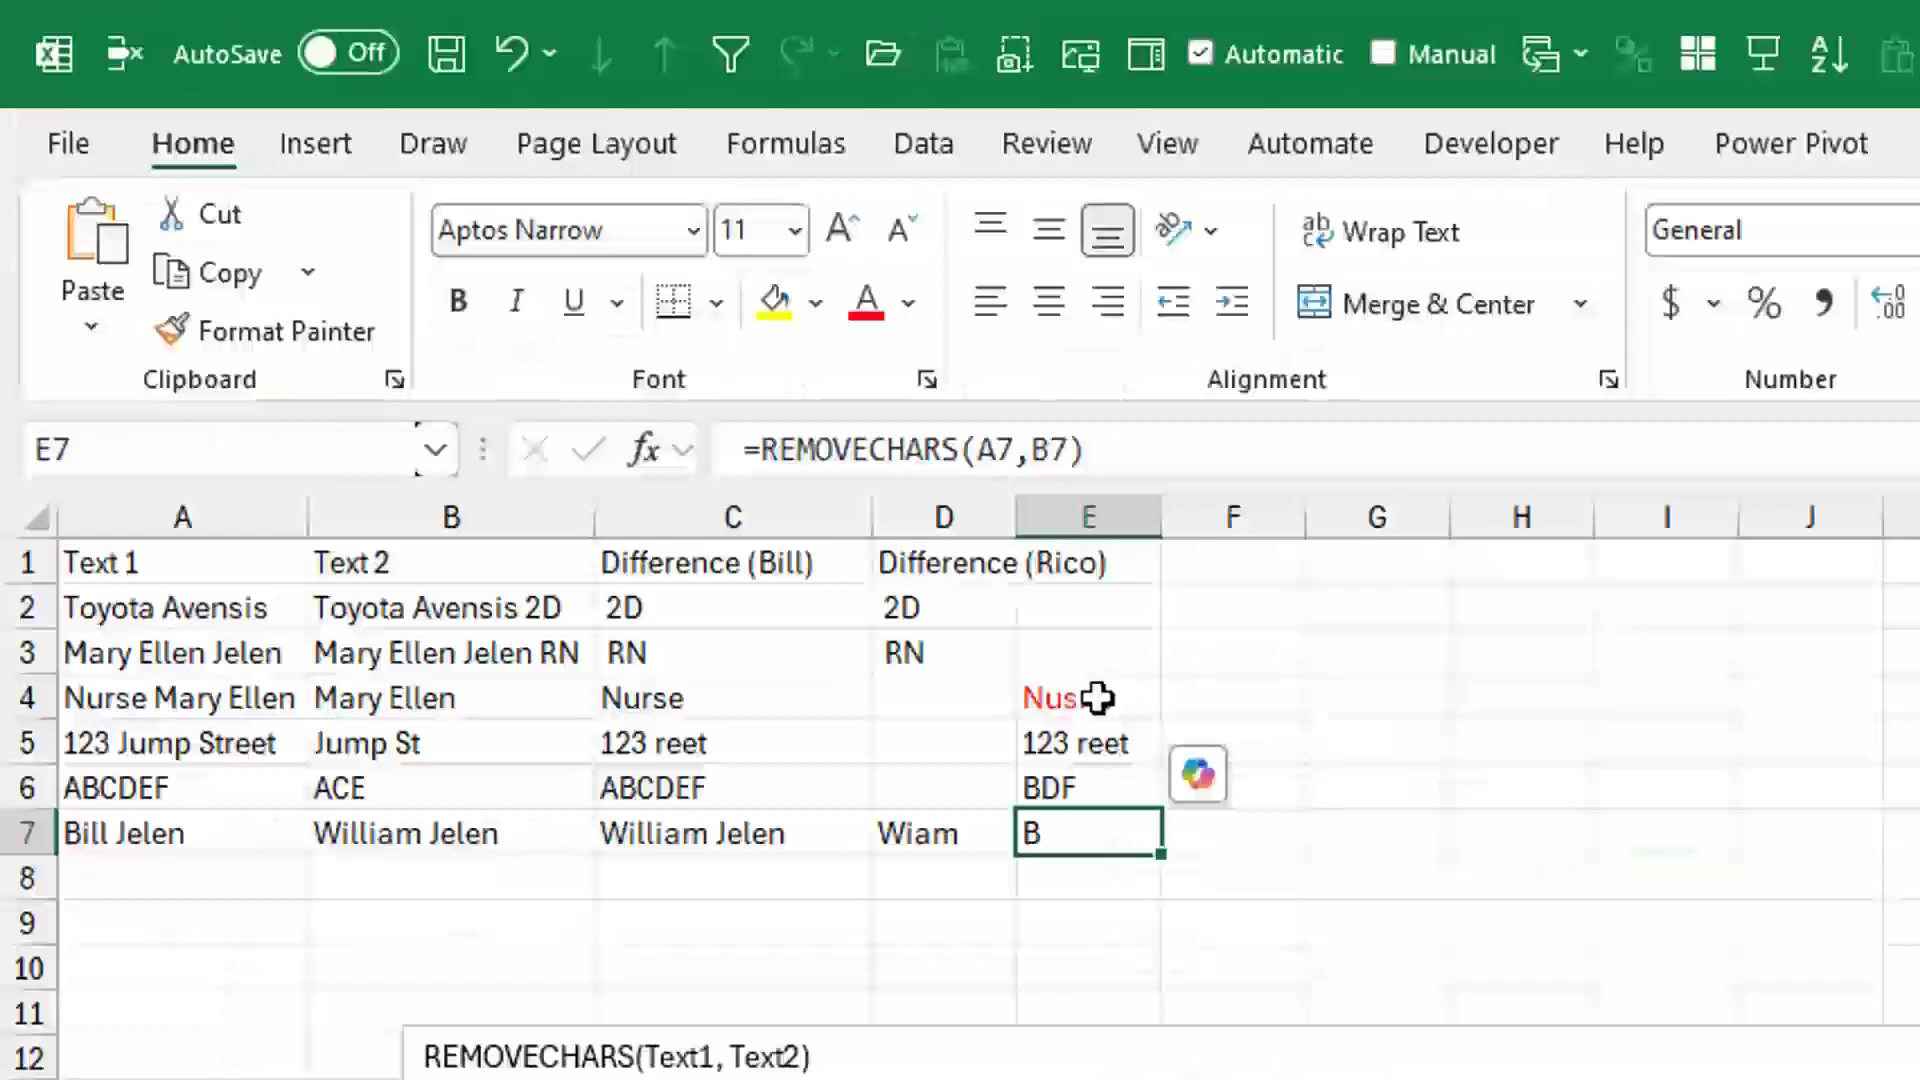 AutoSave Off Automatic Manual
File Home Insert Draw Page Layout Formulas Data Review View Automate Developer Help Power Pivot
Paste Cut Copy Format Painter Clipboard
Aptos Narrow 11 B I U A Font
ab Wrap Text Merge & Center Alignment
General $ % 9 .00 Number
E7 fx =REMOVECHARS(A7,B7)
A B C D E F G H I J
1 Text 1 Text 2 Difference (Bill) Difference (Rico)
2 Toyota Avensis Toyota Avensis 2D 2D 2D
3 Mary Ellen Jelen Mary Ellen Jelen RN RN RN
4 Nurse Mary Ellen Mary Ellen Nurse Nus
5 123 Jump Street Jump St 123 reet 123 reet
6 ABCDEF ACE ABCDEF BDF
7 Bill Jelen William Jelen William Jelen Wiam B
8
9
10
11
12 REMOVECHARS(Text1, Text2)